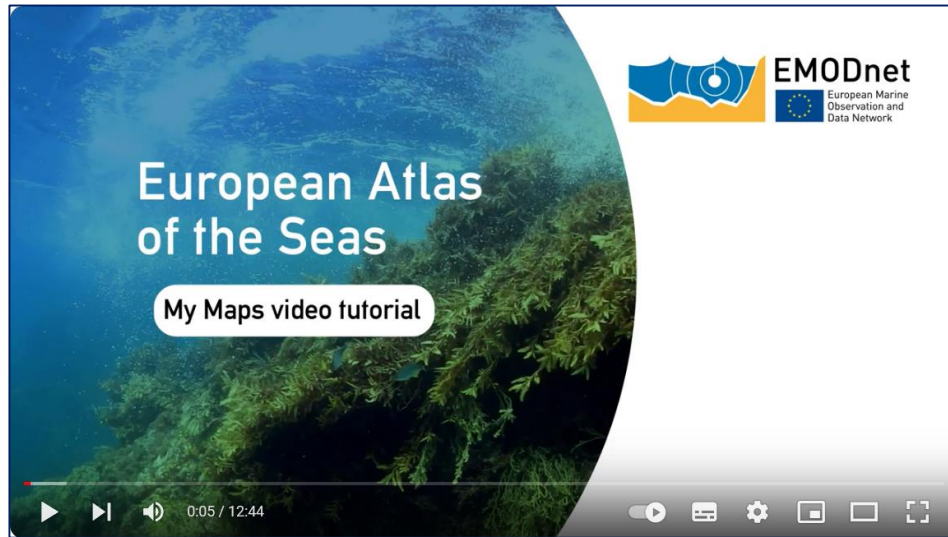 EMODnet
European Marine
Observation and
Data Network
European Atlas
of the Seas
My Maps video tutorial
0:05 / 12:44